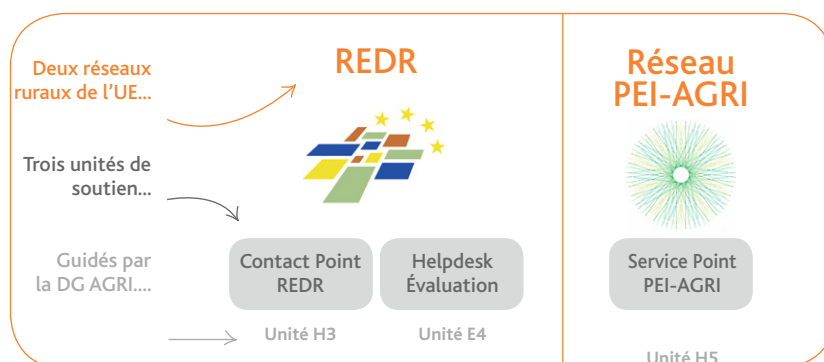 Deux réseaux
ruraux de l'UE...
REDR
Réseau
PEI-AGRI
Trois unités de
soutien...
Guidés par
la DG AGRI....
Contact Point
REDR
Helpdesk
Évaluation
Service Point
PEI-AGRI
Unité H3
Unité E4
Unité H5